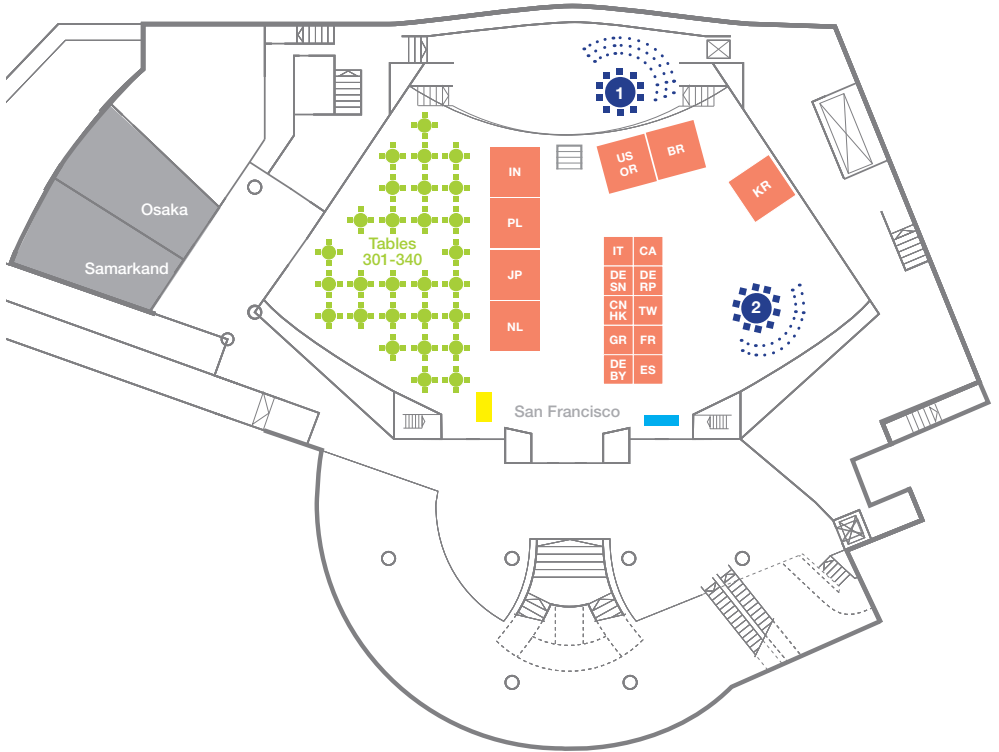 1
US
OR
BR
IN
KR
Osaka
PL
Tables
301-340
IT
CA
Samarkand
JP
DE
SN
DE
RP
CN
HK
TW
2
NL
GR
FR
DE
BY
ES
San Francisco